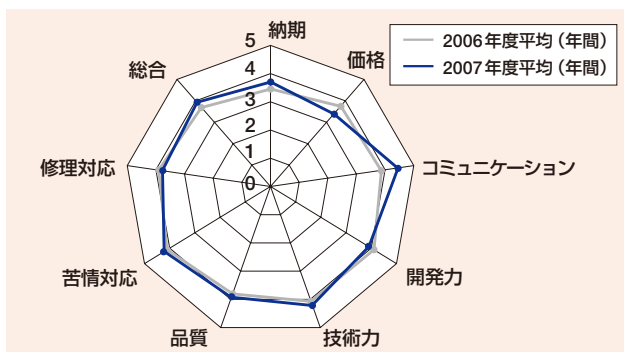 2006年度平均（年間）
2007年度平均（年間）
納期
価格
コミュニケーション
開発力
技術力
品質
苦情対応
修理対応
総合
5
4
3
2
1
0